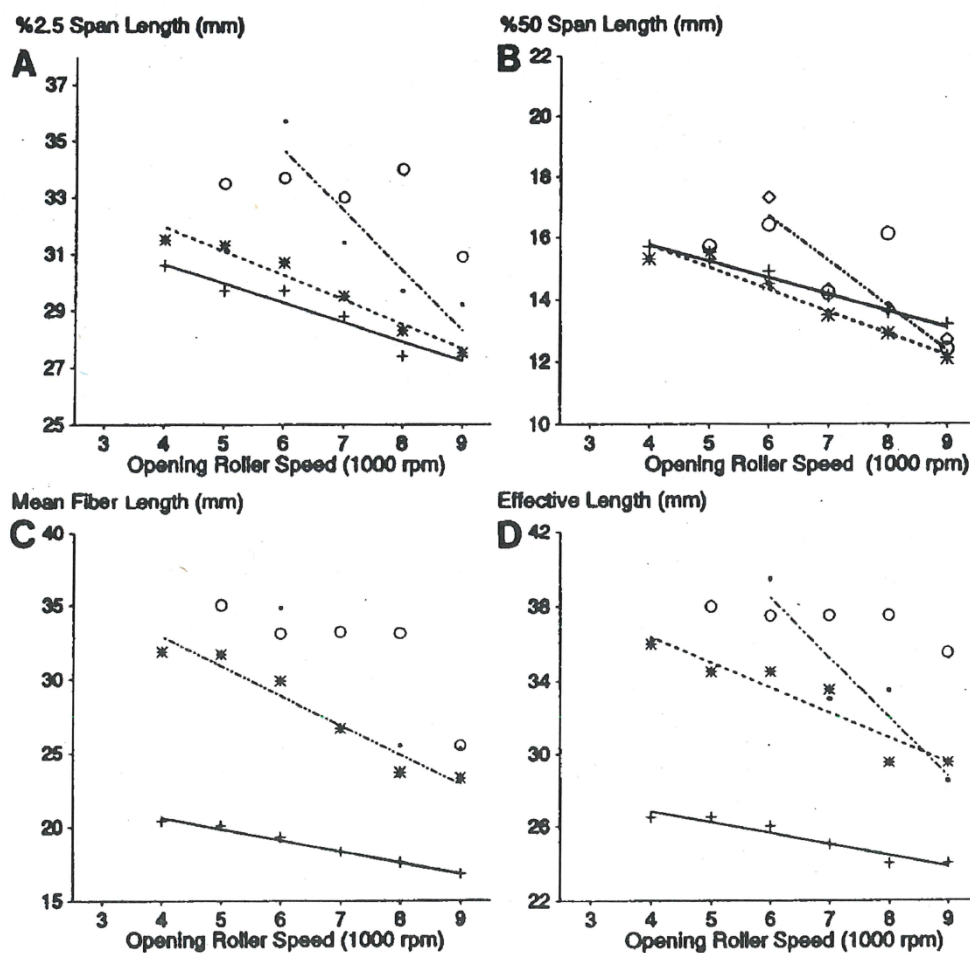 %2.5 Span Length (mm)
A
37
35
33
31
29
27
25
3 4 5 6 7 8 9
Opening Roller Speed (1000 rpm)
%50 Span Length (mm)
B
22
20
18
16
14
12
10
3 4 5 6 7 8 9
Opening Roller Speed (1000 rpm)
Mean Fiber Length (mm)
C
40
35
30
25
20
15
3 4 5 6 7 8 9
Opening Roller Speed (1000 rpm)
Effective Length (mm)
D
42
38
34
30
26
22
3 4 5 6 7 8 9
Opening Roller Speed (1000 rpm)